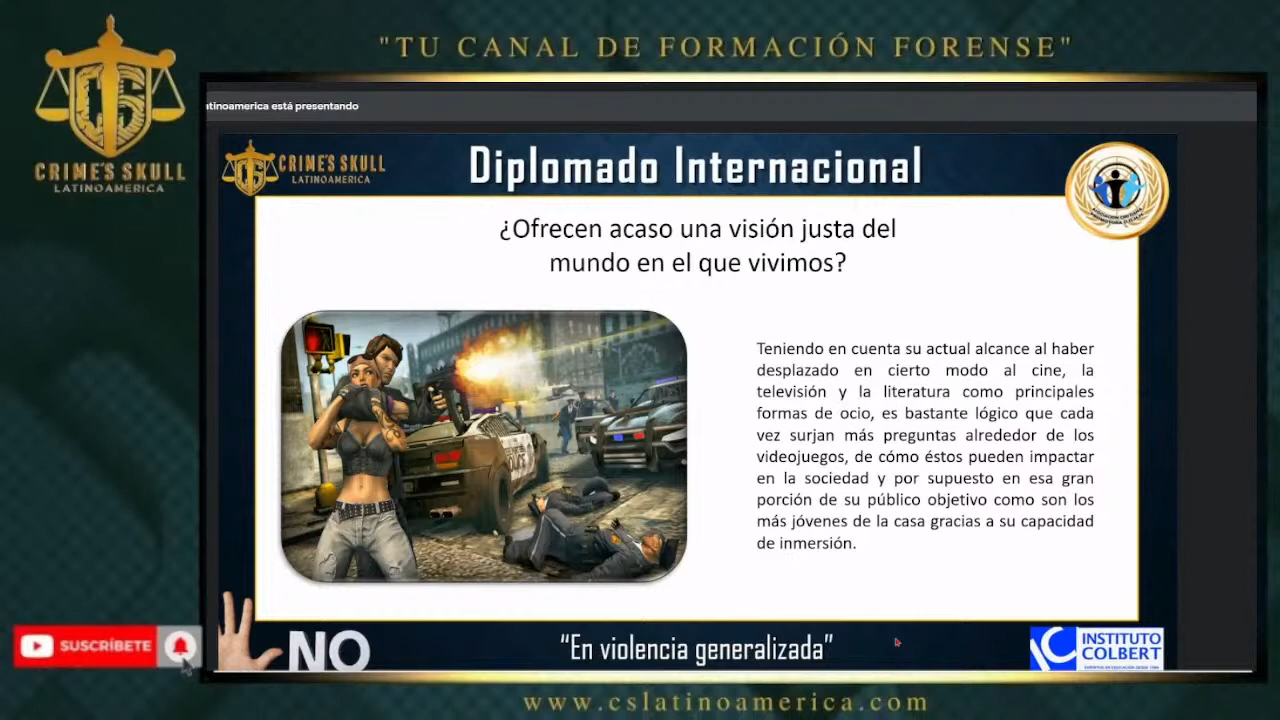 "TU CANAL DE FORMACIÓN FORENSE"
CS
CRIME'S SKULL
LATINOAMERICA
atinoamerica está presentando
CRIME'S SKULL
LATINOAMERICA
Diplomado Internacional
¿Ofrecen acaso una visión justa del
mundo en el que vivimos?
Teniendo en cuenta su actual alcance al haber
desplazado en cierto modo al cine, la
televisión y la literatura como principales
formas de ocio, es bastante lógico que cada
vez surjan más preguntas alrededor de los
videojuegos, de cómo éstos pueden impactar
en la sociedad y por supuesto en esa gran
porción de su público objetivo como son los
más jóvenes de la casa gracias a su capacidad
de inmersión.
SUSCRÍBETE
NO
“En violencia generalizada”
INSTITUTO
COLBERT
www.cslatinoamerica.com